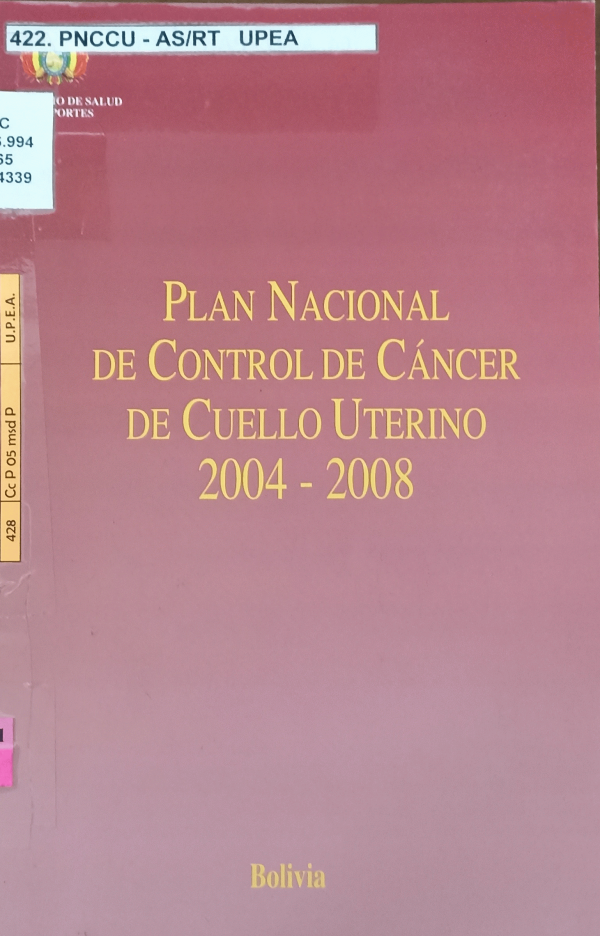 422. PNCCU - AS/RT UPEA
DE SALUD
C
.994
65
4339
PLAN NACIONAL
DE CONTROL DE CÁNCER
DE CUELLO UTERINO
2004 - 2008
U.P.E.A.
Cc P 05 msd P
428
Bolivia